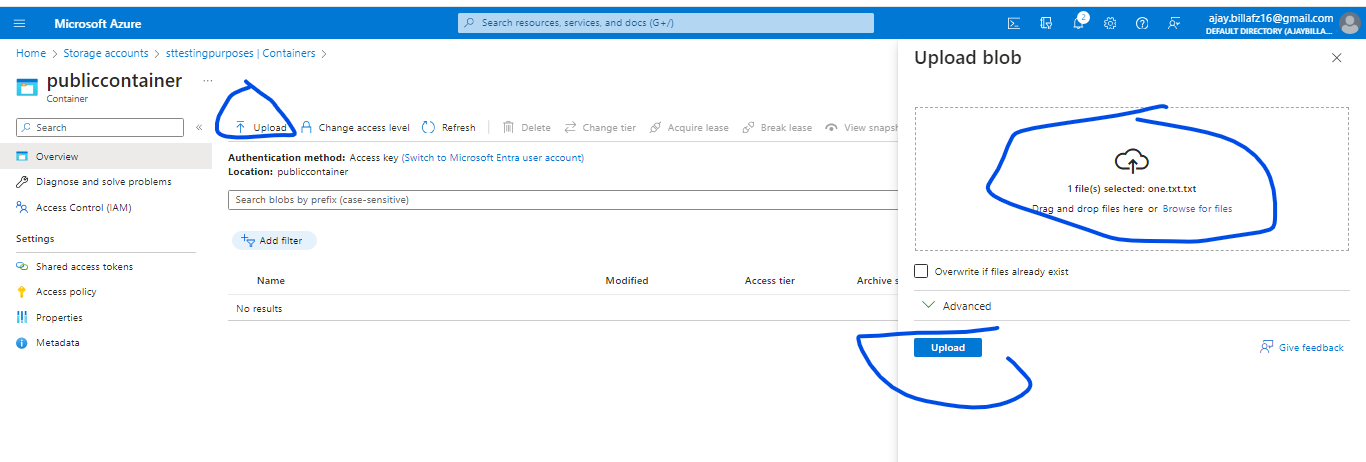 Microsoft Azure
Search resources, services, and docs (G+/)
2
ajay.billafz16@gmail.com
DEFAULT DIRECTORY (AJAYBILLA...
Home > Storage accounts > sttestingpurposes | Containers >
publiccontainer ...
Container
Search
«
Overview
Diagnose and solve problems
Access Control (IAM)
Settings
Shared access tokens
Access policy
Properties
Metadata
Upload Change access level Refresh Delete Change tier Acquire lease Break lease View snapsh
Authentication method: Access key (Switch to Microsoft Entra user account)
Location: publiccontainer
Search blobs by prefix (case-sensitive)
Add filter
Name Modified Access tier Archive s
No results
Upload blob
1 file(s) selected: one.txt.txt
Drag and drop files here or Browse for files
Overwrite if files already exist
Advanced
Upload
Give feedback